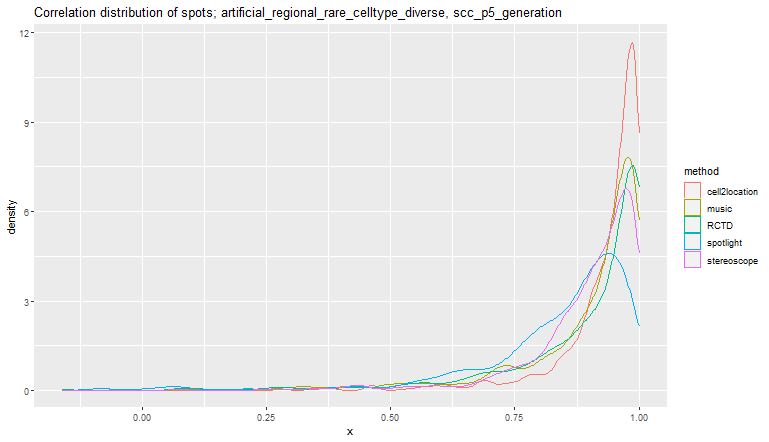 Correlation distribution of spots; artificial_regional_rare_celltype_diverse, scc_p5_generation
12
9
6
3
0
density
0.00
0.25
0.50
0.75
1.00
x
method
cell2location
music
RCTD
spotlight
stereoscope